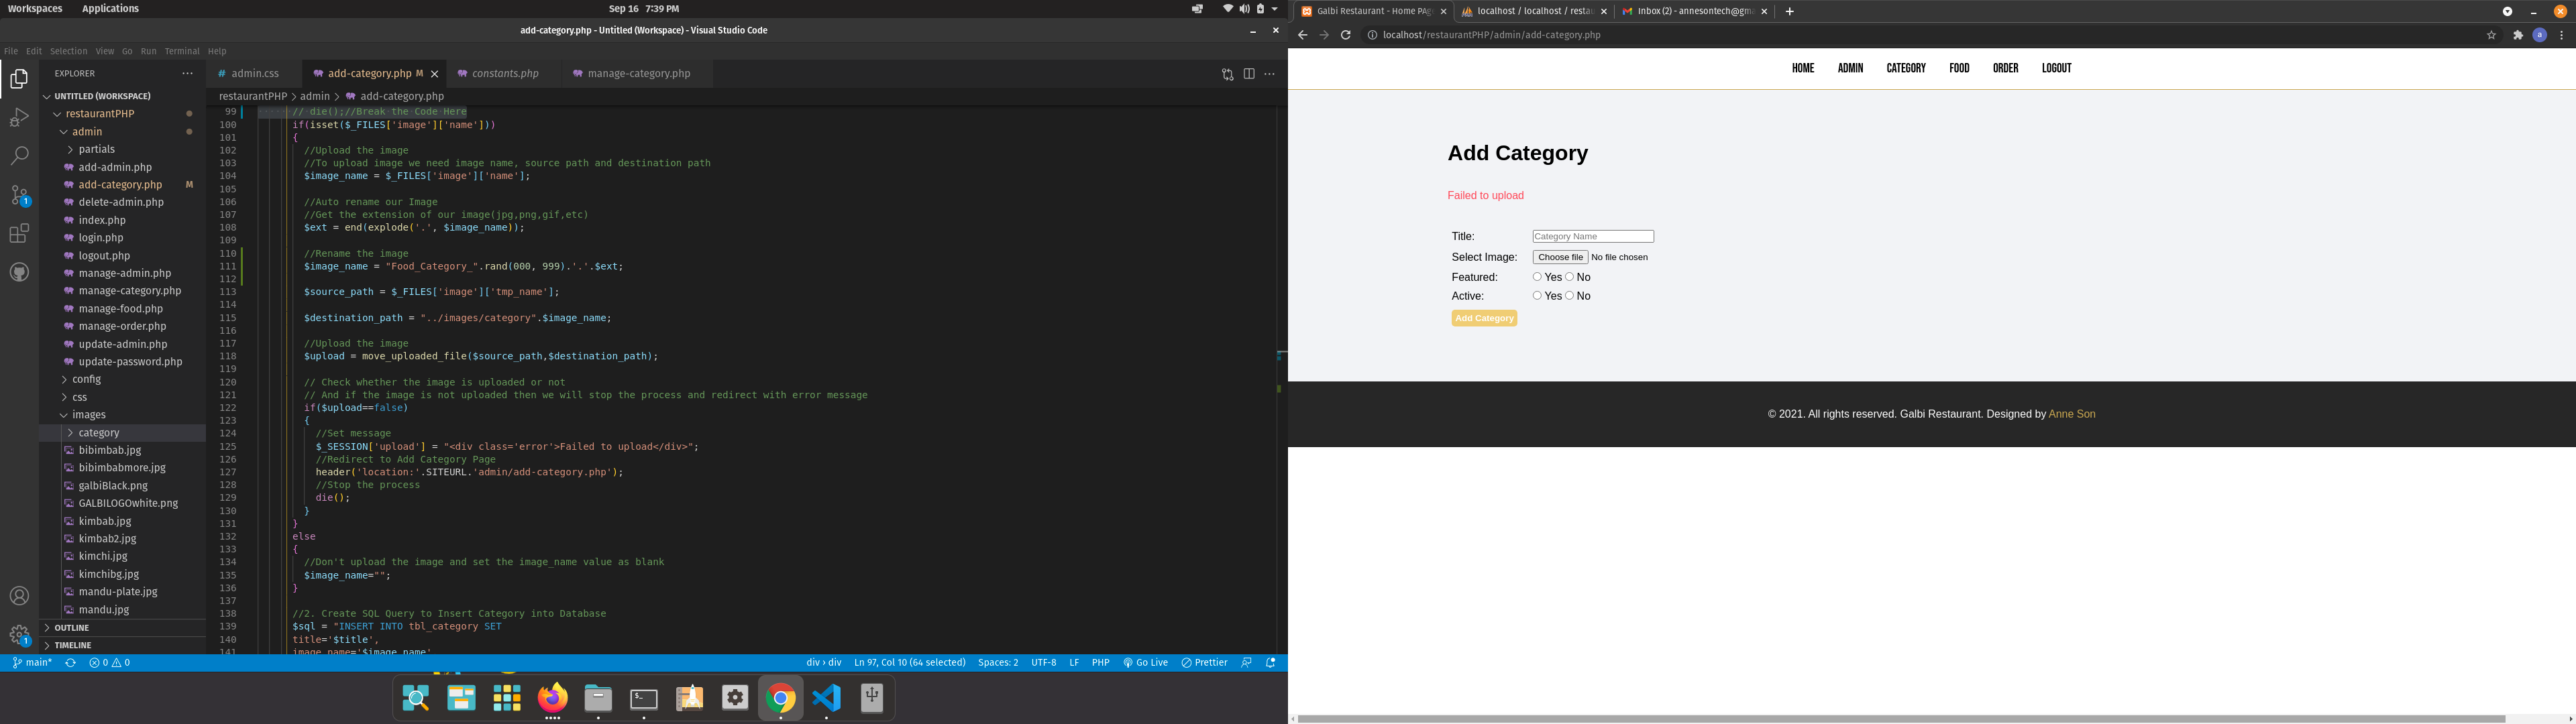 Workspaces Applications Sep 16 7:39 PM
add-category.php - Untitled (Workspace) - Visual Studio Code
File Edit Selection View Go Run Terminal Help
EXPLORER
UNTITLED (WORKSPACE)
restaurantPHP
admin
partials
add-admin.php
add-category.php M
delete-admin.php
index.php
login.php
logout.php
manage-admin.php
manage-category.php
manage-food.php
manage-order.php
update-admin.php
update-password.php
config
css
images
category
bibimbab.jpg
bibimbabmore.jpg
galbiBlack.png
GALBILOGOwhite.png
kimbab.jpg
kimbab2.jpg
kimchi.jpg
kimchibg.jpg
mandu-plate.jpg
mandu.jpg
OUTLINE
TIMELINE
1
1
# admin.css add-category.php M constants.php manage-category.php
restaurantPHP > admin > add-category.php
99 // die();//Break the Code Here
100 if(isset($_FILES['image']['name']))
101 {
102 //Upload the image
103 //To upload image we need image name, source path and destination path
104 $image_name = $_FILES['image']['name'];
105
106 //Auto rename our Image
107 //Get the extension of our image(jpg,png,gif,etc)
108 $ext = end(explode('.', $image_name));
109
110 //Rename the image
111 $image_name = "Food_Category_".rand(000, 999).'.'.$ext;
112
113 $source_path = $_FILES['image']['tmp_name'];
114
115 $destination_path = "../images/category".$image_name;
116
117 //Upload the image
118 $upload = move_uploaded_file($source_path,$destination_path);
119
120 // Check whether the image is uploaded or not
121 // And if the image is not uploaded then we will stop the process and redirect with error message
122 if($upload==false)
123 {
124 //Set message
125 $_SESSION['upload'] = "<div class='error'>Failed to upload</div>";
126 //Redirect to Add Category Page
127 header('location:'.SITEURL.'admin/add-category.php');
128 //Stop the process
129 die();
130 }
131 }
132 else
133 {
134 //Don't upload the image and set the image_name value as blank
135 $image_name="";
136 }
137
138 //2. Create SQL Query to Insert Category into Database
139 $sql = "INSERT INTO tbl_category SET
140 title='$title',
141 image_name='$image_name',
main* 0 0 div › div Ln 97, Col 10 (64 selected) Spaces: 2 UTF-8 LF PHP Go Live Prettier
Galbi Restaurant - Home PAge localhost / localhost / restau Inbox (2) - annesontech@gma
localhost/restaurantPHP/admin/add-category.php a
HOME ADMIN CATEGORY FOOD ORDER LOGOUT
Add Category
Failed to upload
Title: Category Name
Select Image: Choose file No file chosen
Featured: Yes No
Active: Yes No
Add Category
© 2021. All rights reserved. Galbi Restaurant. Designed by Anne Son